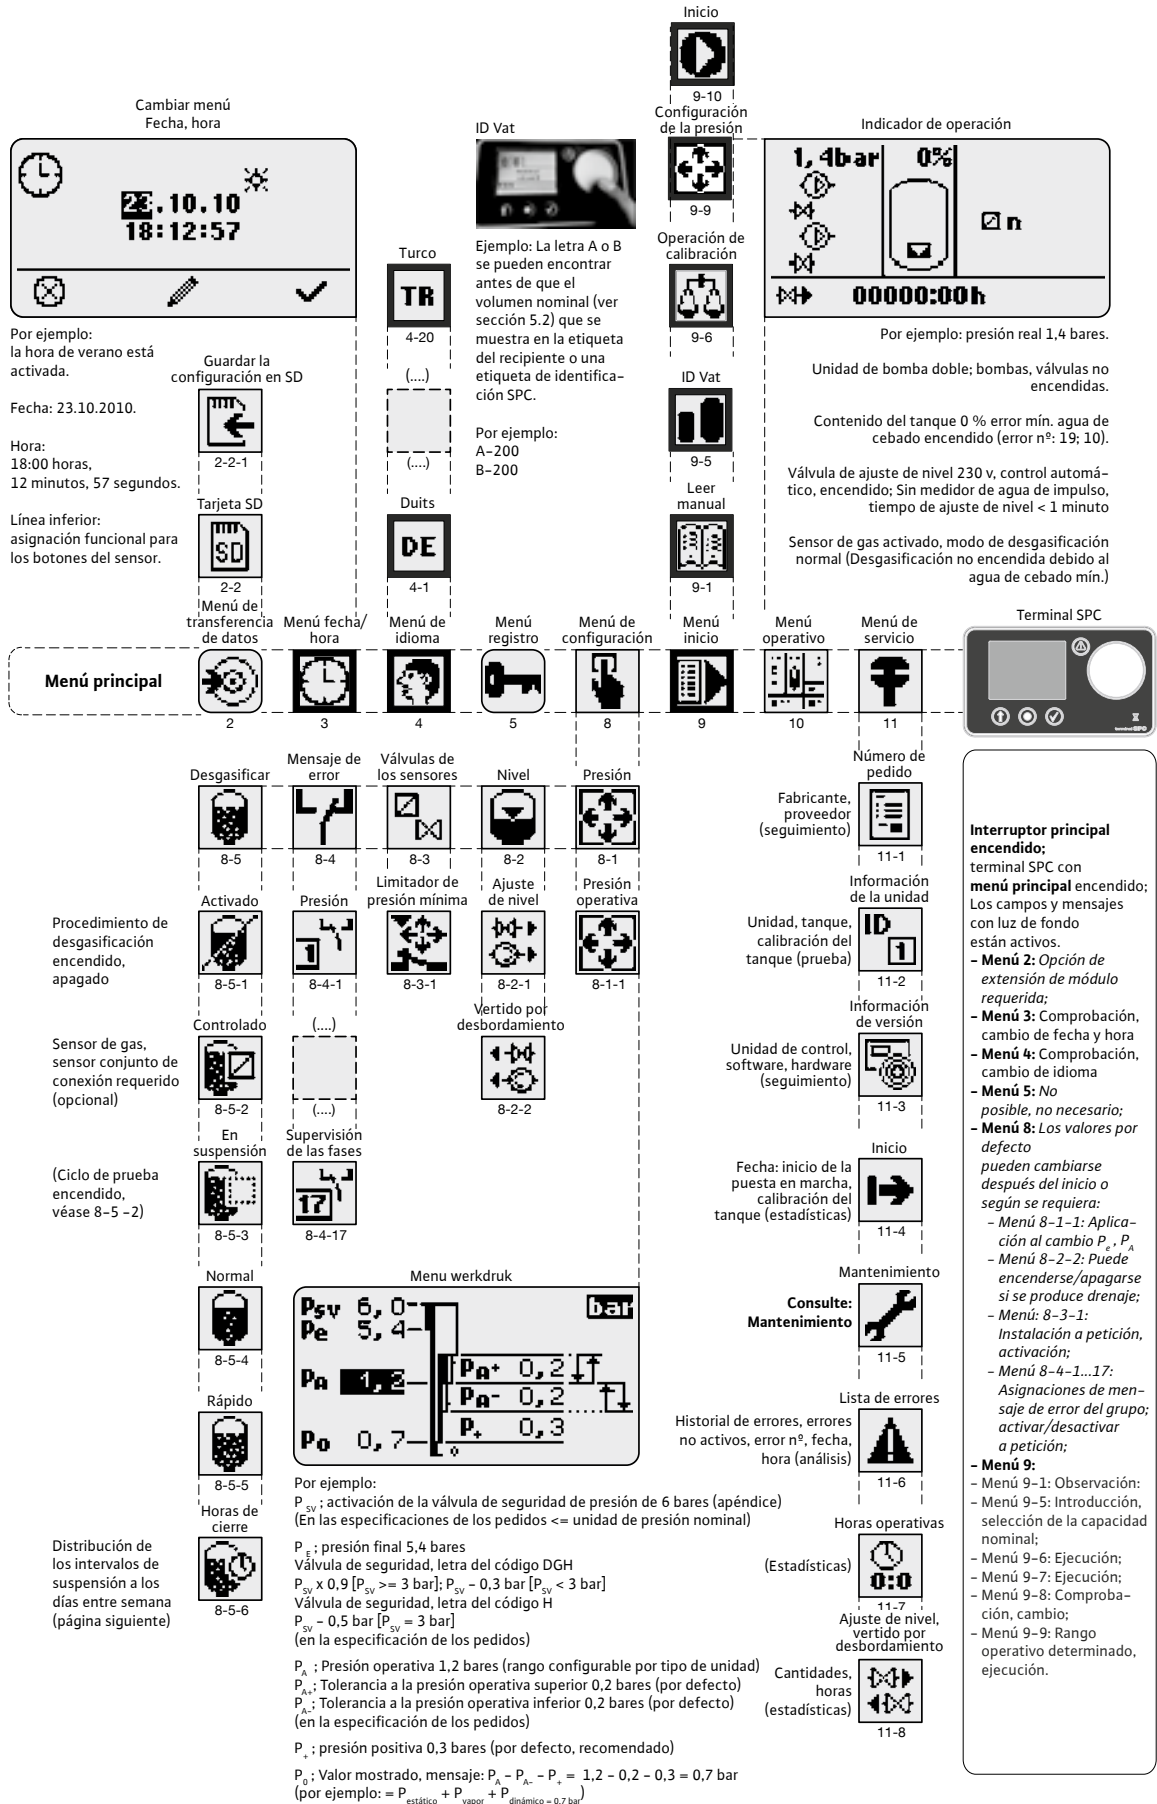 Inicio
9-10
Configuración
de la presión
9-9
Operación de
calibración
9-6
ID Vat
9-5
Leer
manual
9-1
Cambiar menú
Fecha, hora
23.10.10
18:12:57
Por ejemplo:
la hora de verano está
activada.
Fecha: 23.10.2010.
Hora:
18:00 horas,
12 minutos, 57 segundos.
Línea inferior:
asignación funcional para
los botones del sensor.
Guardar la
configuración en SD
2-2-1
Tarjeta SD
SD
2-2
Turco
TR
4-20
(....)
(....)
Duits
DE
4-1
ID Vat
Ejemplo: La letra A o B
se pueden encontrar
antes de que el
volumen nominal (ver
sección 5.2) que se
muestra en la etiqueta
del recipiente o una
etiqueta de identifica-
ción SPC.
Por ejemplo:
A-200
B-200
Indicador de operación
1,4bar 0%
n
00000:00h
Por ejemplo: presión real 1,4 bares.
Unidad de bomba doble; bombas, válvulas no
encendidas.
Contenido del tanque 0 % error mín. agua de
cebado encendido (error nº: 19; 10).
Válvula de ajuste de nivel 230 v, control automá-
tico, encendido; Sin medidor de agua de impulso,
tiempo de ajuste de nivel < 1 minuto
Sensor de gas activado, modo de desgasificación
normal (Desgasificación no encendida debido al
agua de cebado mín.)
Menú principal
Menú de
transferencia
de datos
2
Menú fecha/
hora
3
Menú de
idioma
4
Menú
registro
5
Menú de
configuración
8
Menú
inicio
9
Menú
operativo
10
Menú de
servicio
11
Terminal SPC
terminal SPC
Desgasificar
8-5
Mensaje de
error
8-4
Válvulas de
los sensores
8-3
Nivel
8-2
Presión
8-1
Procedimiento de
desgasificación
encendido,
apagado
Activado
8-5-1
Presión
1
8-4-1
Limitador de
presión mínima
8-3-1
Ajuste
de nivel
8-2-1
Presión
operativa
8-1-1
Sensor de gas,
sensor conjunto de
conexión requerido
(opcional)
Controlado
8-5-2
(....)
(....)
Vertido por
desbordamiento
8-2-2
(Ciclo de prueba
encendido,
véase 8-5 -2)
En
suspensión
8-5-3
Supervisión
de las fases
17
8-4-17
Normal
8-5-4
Rápido
8-5-5
Distribución de
los intervalos de
suspensión a los
días entre semana
(página siguiente)
Horas de
cierre
8-5-6
Menu werkdruk
Psv 6,0 bar
Pe 5,4
PA 1,2
PA+ 0,2
PA- 0,2
P+ 0,3
Po 0,7
Por ejemplo:
P SV ; activación de la válvula de seguridad de presión de 6 bares (apéndice)
(En las especificaciones de los pedidos <= unidad de presión nominal)
P E ; presión final 5,4 bares
Válvula de seguridad, letra del código DGH
P SV x 0,9 [P SV >= 3 bar]; P SV – 0,3 bar [P SV < 3 bar]
Válvula de seguridad, letra del código H
P SV – 0,5 bar [P SV = 3 bar]
(en la especificación de los pedidos)
P A ; Presión operativa 1,2 bares (rango configurable por tipo de unidad)
P A+; Tolerancia a la presión operativa superior 0,2 bares (por defecto)
P A-; Tolerancia a la presión operativa inferior 0,2 bares (por defecto)
(en la especificación de los pedidos)
P + ; presión positiva 0,3 bares (por defecto, recomendado)
P 0 ; Valor mostrado, mensaje: P A – P A- – P + = 1,2 – 0,2 – 0,3 = 0,7 bar
(por ejemplo: = P estático + P vapor + P dinámico = 0,7 bar)
Número de
pedido
Fabricante,
proveedor
(seguimiento)
11-1
Información
de la unidad
Unidad, tanque,
calibración del
tanque (prueba)
ID
1
11-2
Información
de versión
Unidad de control,
software, hardware
(seguimiento)
11-3
Inicio
Fecha: inicio de la
puesta en marcha,
calibración del
tanque (estadísticas)
11-4
Mantenimiento
Consulte:
Mantenimiento
11-5
Lista de errores
Historial de errores, errores
no activos, error nº, fecha,
hora (análisis)
11-6
Horas operativas
(Estadísticas)
0:0
11-7
Ajuste de nivel,
vertido por
desbordamiento
Cantidades,
horas
(estadísticas)
11-8
Interruptor principal
encendido;
terminal SPC con
menú principal encendido;
Los campos y mensajes
con luz de fondo
están activos.
– Menú 2: Opción de
extensión de módulo
requerida;
– Menú 3: Comprobación,
cambio de fecha y hora
– Menú 4: Comprobación,
cambio de idioma
– Menú 5: No
posible, no necesario;
– Menú 8: Los valores por
defecto
pueden cambiarse
después del inicio o
según se requiera:
– Menú 8-1-1: Aplica-
ción al cambio P e , P A
– Menú 8-2-2: Puede
encenderse/apagarse
si se produce drenaje;
– Menú: 8-3-1:
Instalación a petición,
activación;
– Menú 8-4-1...17:
Asignaciones de men-
saje de error del grupo;
activar/desactivar
a petición;
– Menú 9:
– Menú 9-1: Observación:
– Menú 9-5: Introducción,
selección de la capacidad
nominal;
– Menú 9-6: Ejecución;
– Menú 9-7: Ejecución;
– Menú 9-8: Comproba-
ción, cambio;
– Menú 9-9: Rango
operativo determinado,
ejecución.